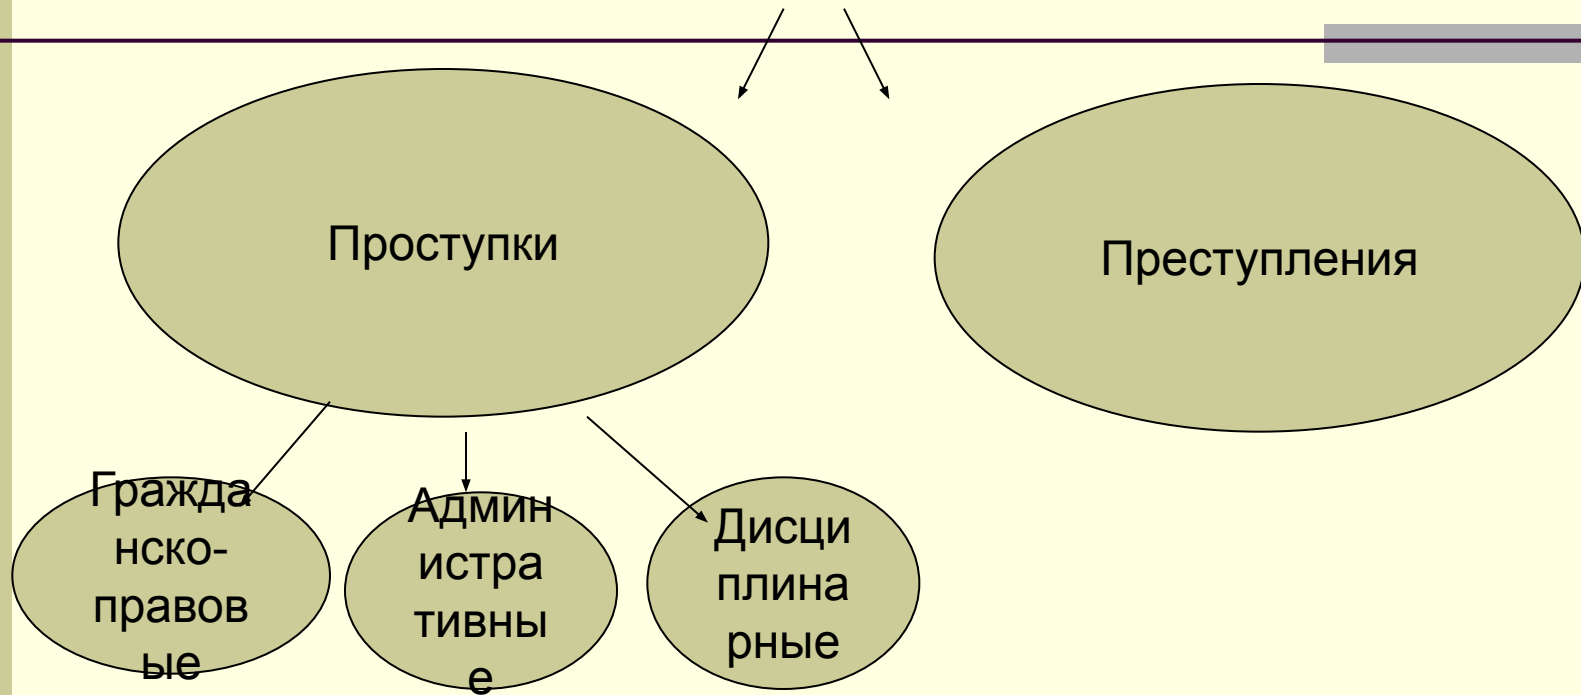 Проступки
Преступления
Гражда
нско-
правов
ые
Админ
истра
тивны
е
Дисци
плина
рные